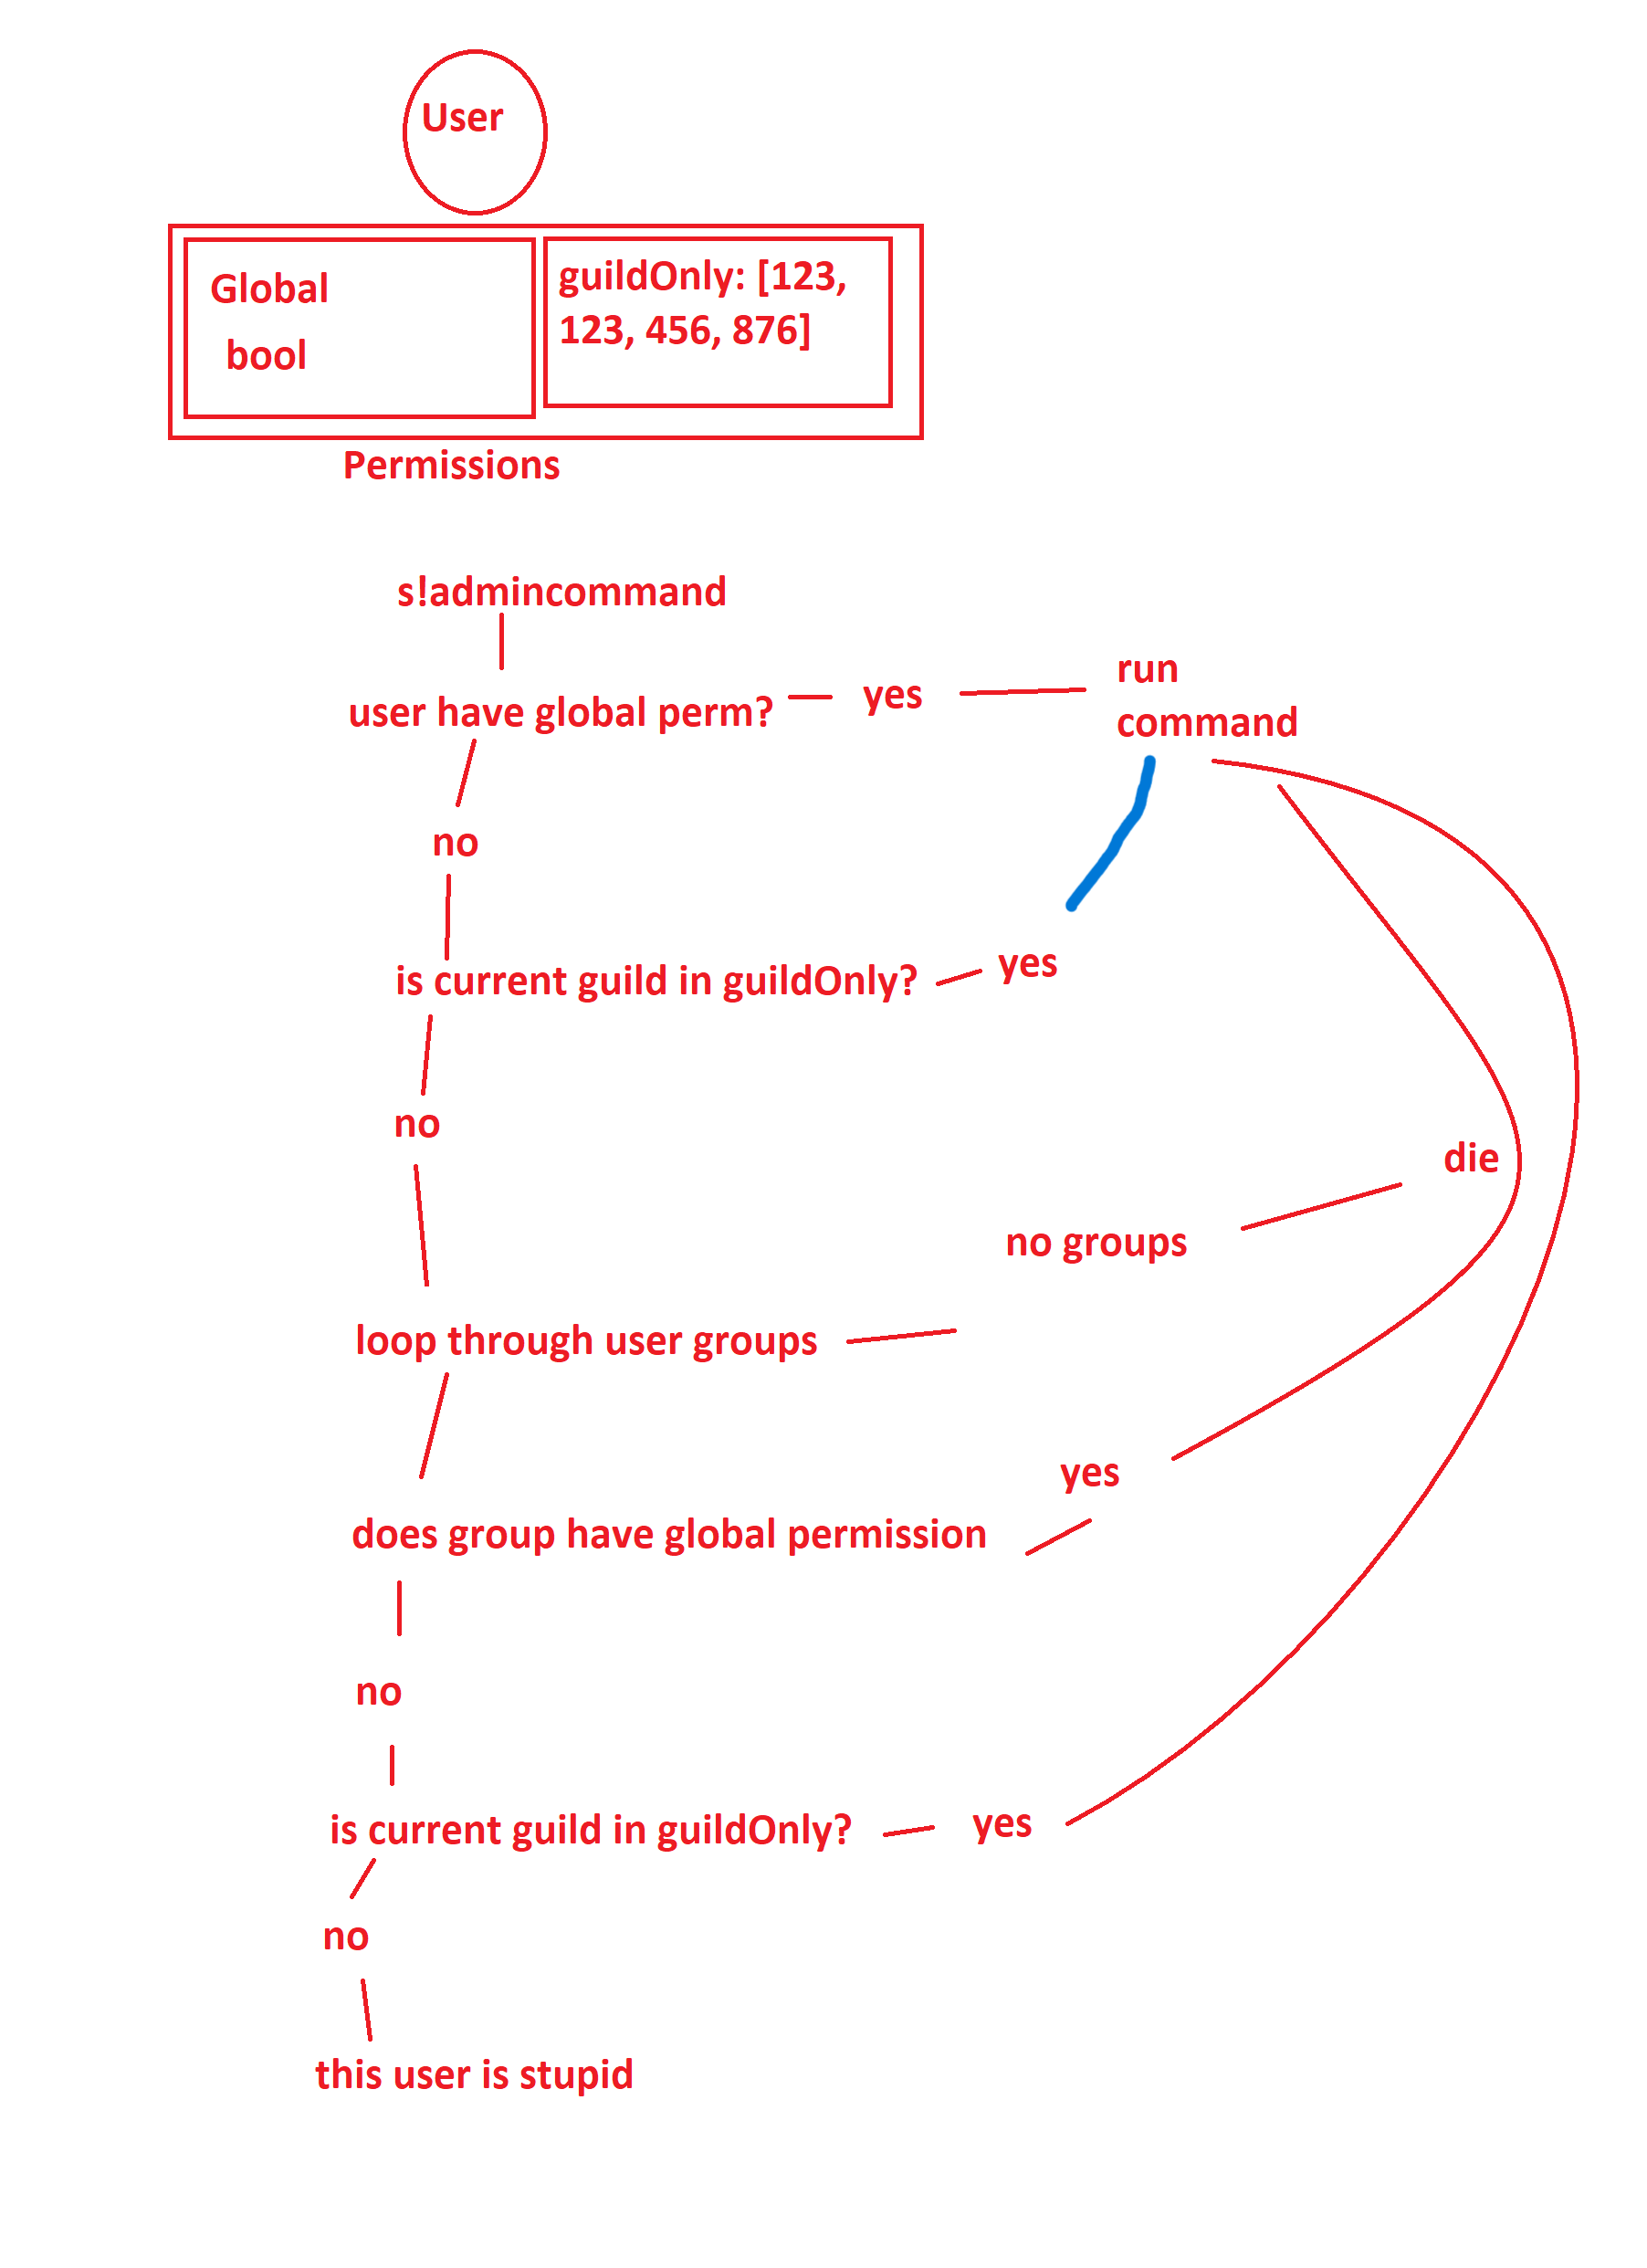 User
Global
bool
guildOnly: [123,
123, 456, 876]
Permissions
s!admincommand
user have global perm?
yes
run
command
no
is current guild in guildOnly?
yes
no
die
no groups
loop through user groups
yes
does group have global permission
no
is current guild in guildOnly?
yes
no
this user is stupid